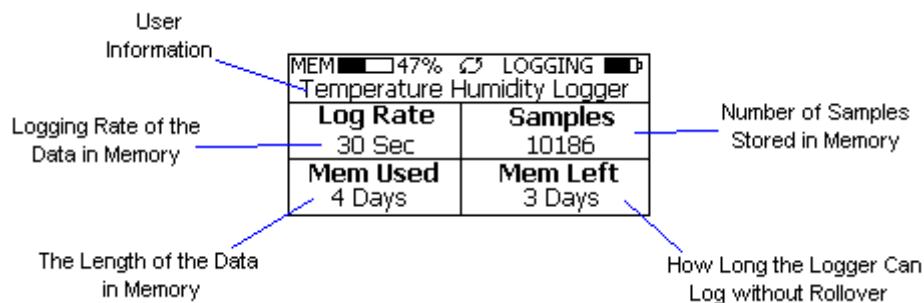 User
Information
MEM 47% LOGGING
Temperature Humidity Logger
Log Rate Samples
30 Sec 10186
Logging Rate of the
Data in Memory
Number of Samples
Stored in Memory
Mem Used Mem Left
4 Days 3 Days
The Length of the Data
in Memory
How Long the Logger Can
Log without Rollover